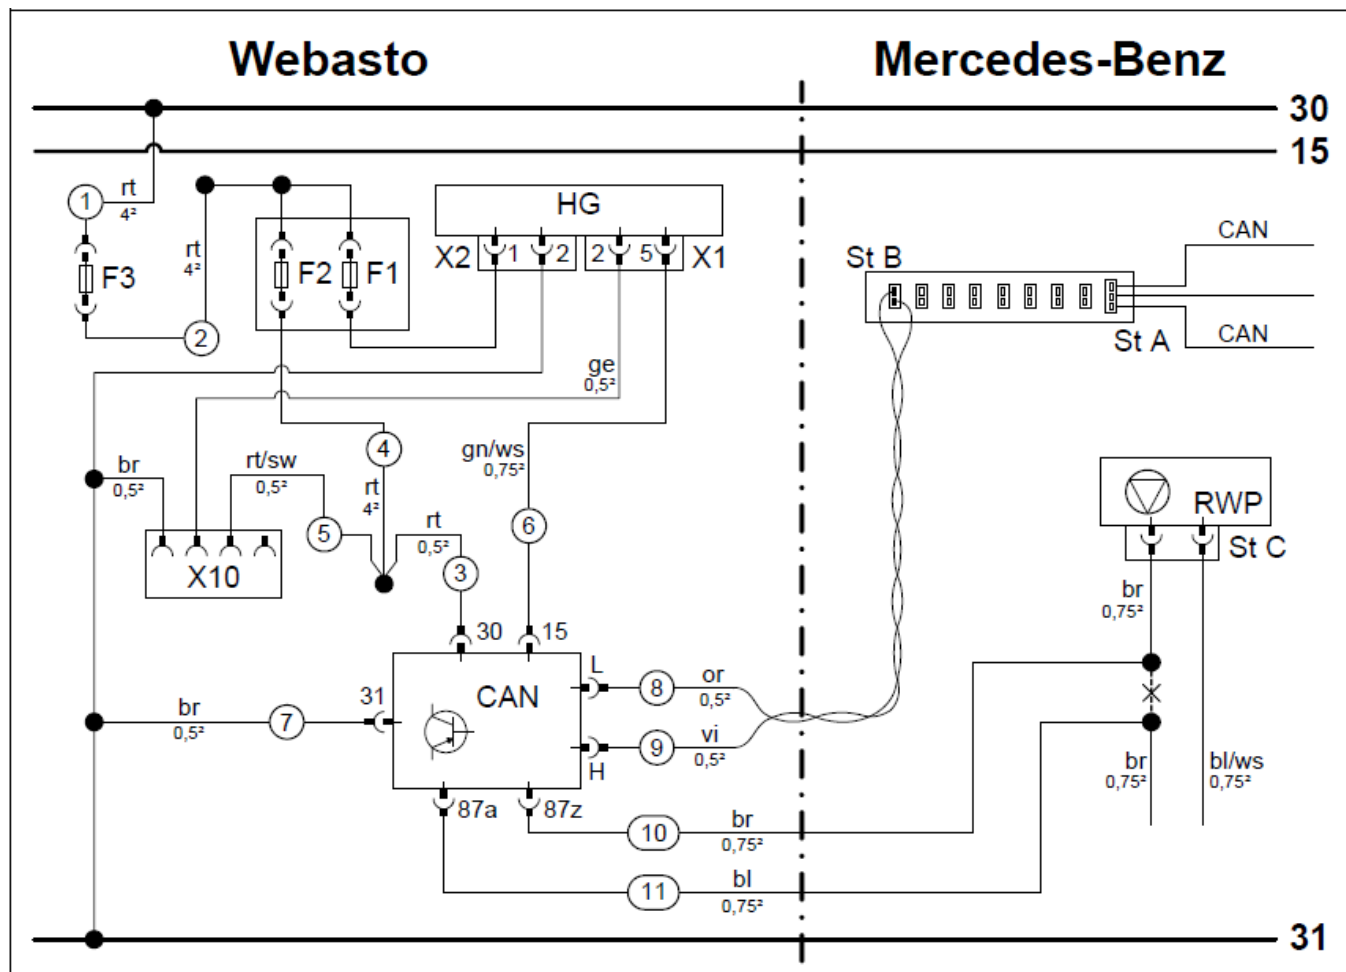 Webasto
Mercedes-Benz
30
15
1
rt
4²
F3
rt
4²
2
F2
F1
HG
X2
1
2
2
5
X1
St B
CAN
St A
CAN
ge
0,5²
4
rt
4²
br
0,5²
rt/sw
0,5²
5
rt
0,5²
3
gn/ws
0,75²
6
X10
RWP
St C
br
0,75²
30
15
L
CAN
31
br
0,5²
7
8
or
0,5²
9
vi
0,5²
H
87a
87z
br
0,75²
bl/ws
0,75²
10
br
0,75²
11
bl
0,75²
31